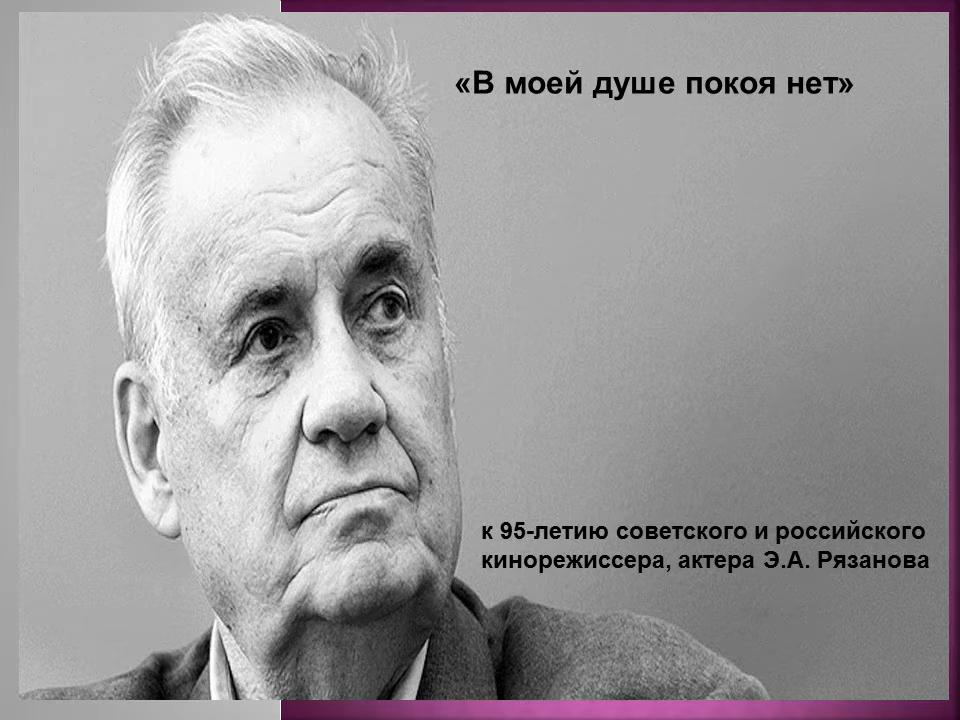 «В моей душе покоя нет»
к 95-летию советского и российского
кинорежиссера, актера Э.А. Рязанова